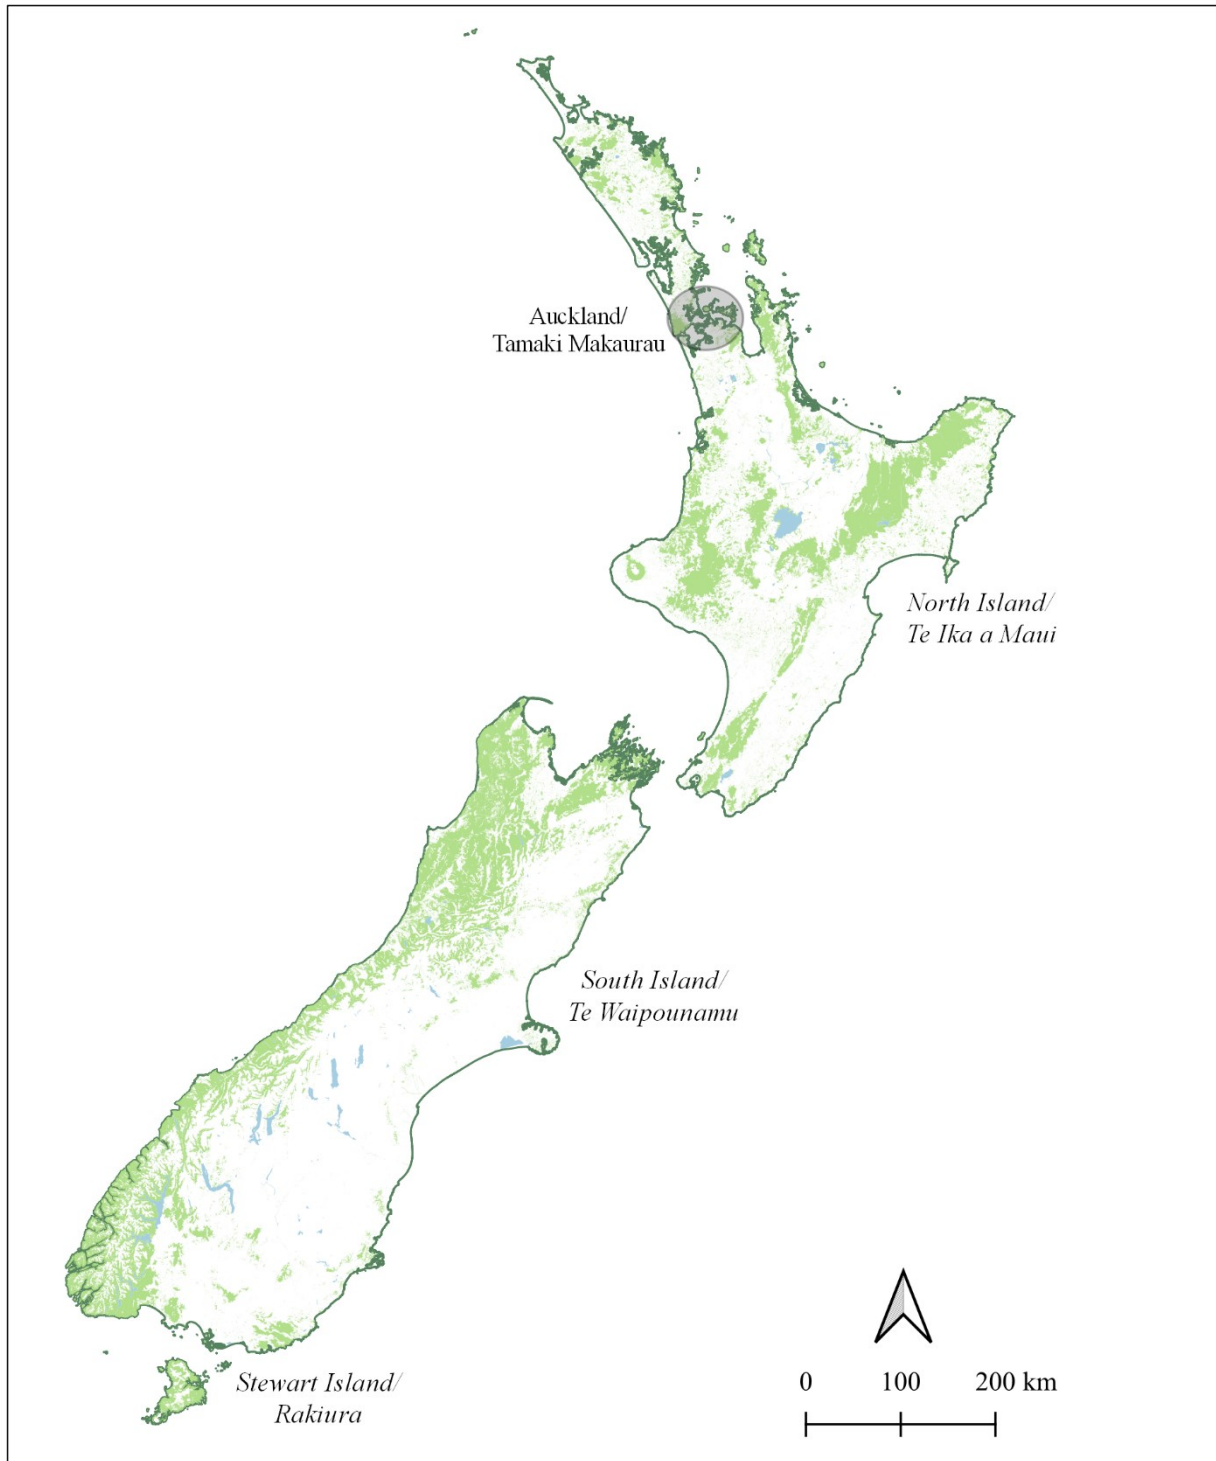 Auckland/
Tamaki Makaurau
North Island/
Te Ika a Maui
South Island/
Te Waipounamu
Stewart Island/
Rakiura
0 100 200 km